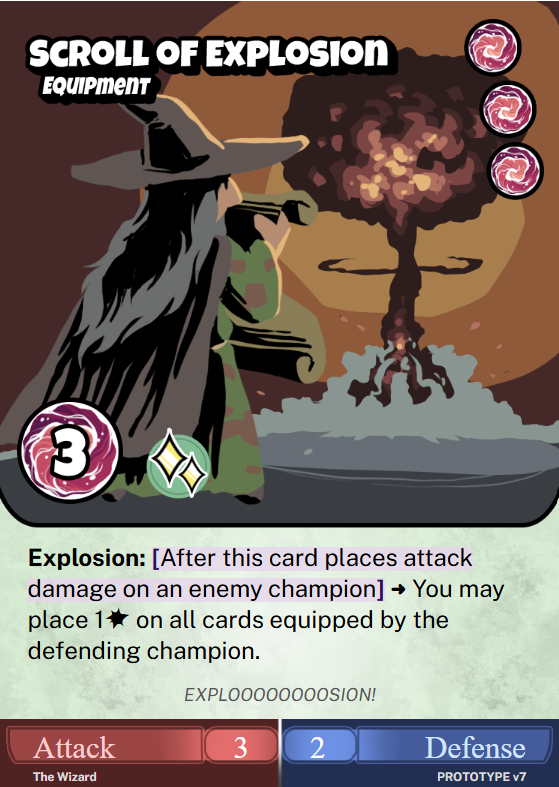 SCROLL OF EXPLOSION
EQUIPMENT
3
Explosion: [After this card places attack
damage on an enemy champion] ➜ You may
place 1✸ on all cards equipped by the
defending champion.
EXPLOOOOOOOOSION!
Attack 3 2 Defense
The Wizard PROTOTYPE v7